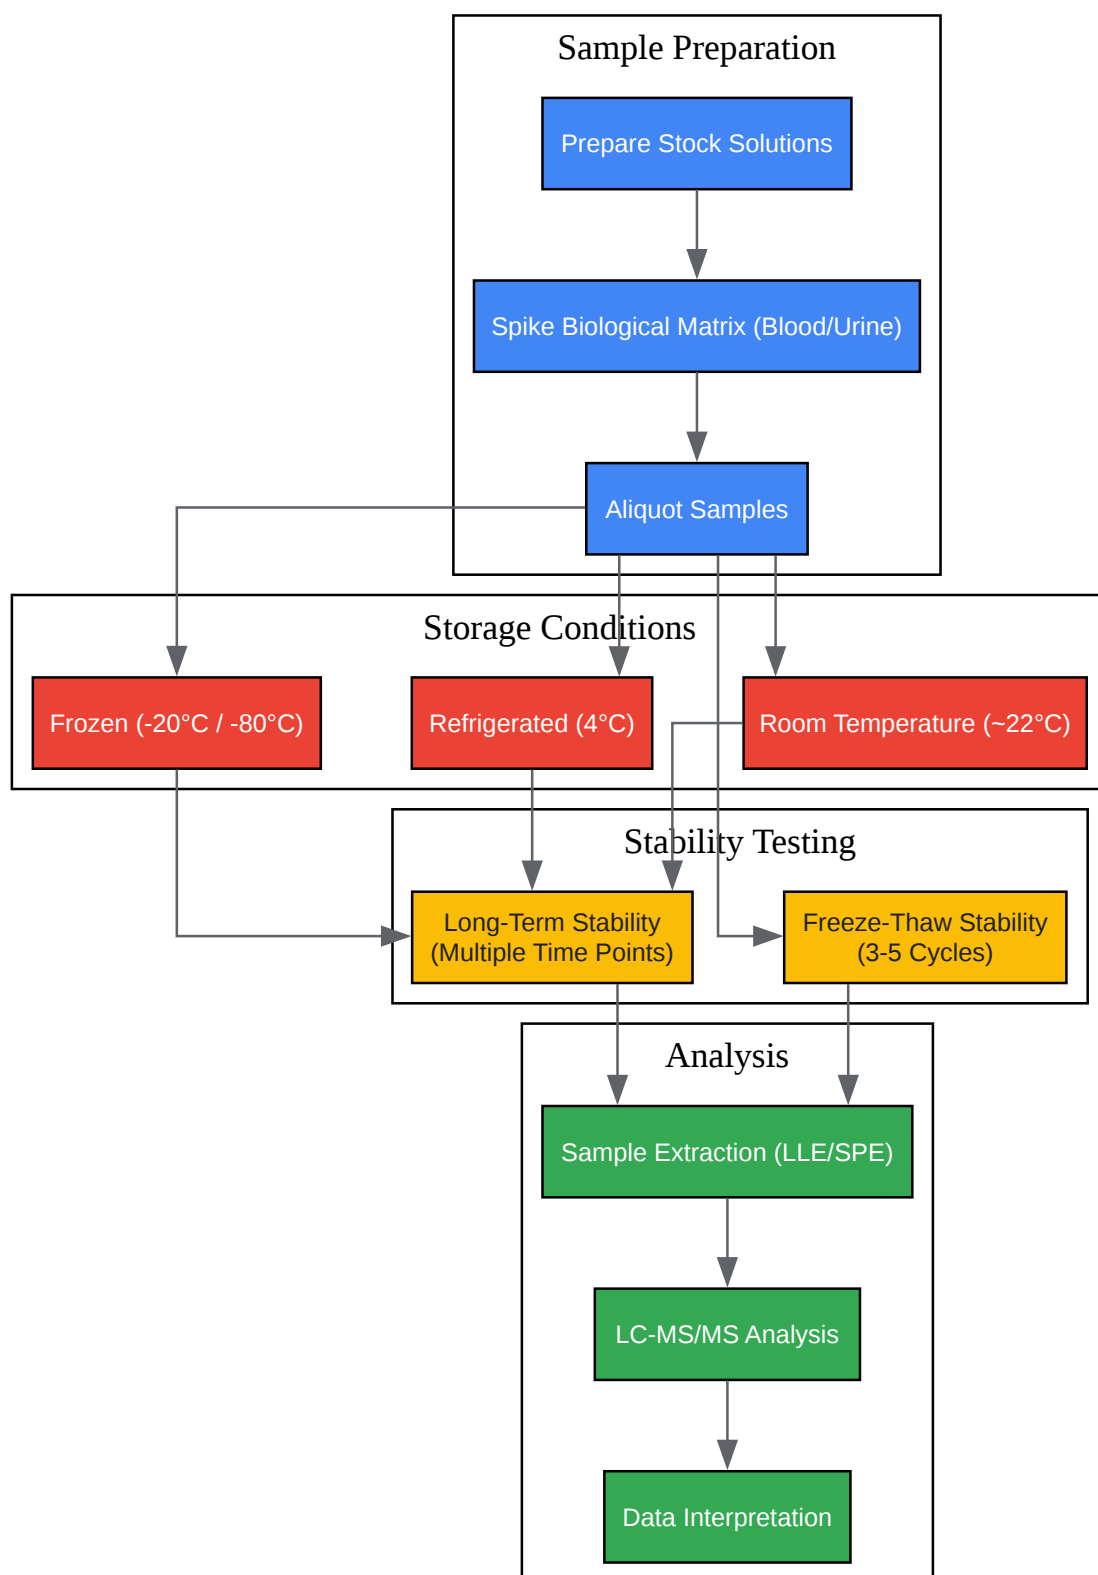 Sample Preparation
Prepare Stock Solutions
Spike Biological Matrix (Blood/Urine)
Aliquot Samples
Storage Conditions
Frozen (-20°C / -80°C)
Refrigerated (4°C)
Room Temperature (~22°C)
Stability Testing
Long-Term Stability
(Multiple Time Points)
Freeze-Thaw Stability
(3-5 Cycles)
Analysis
Sample Extraction (LLE/SPE)
LC-MS/MS Analysis
Data Interpretation